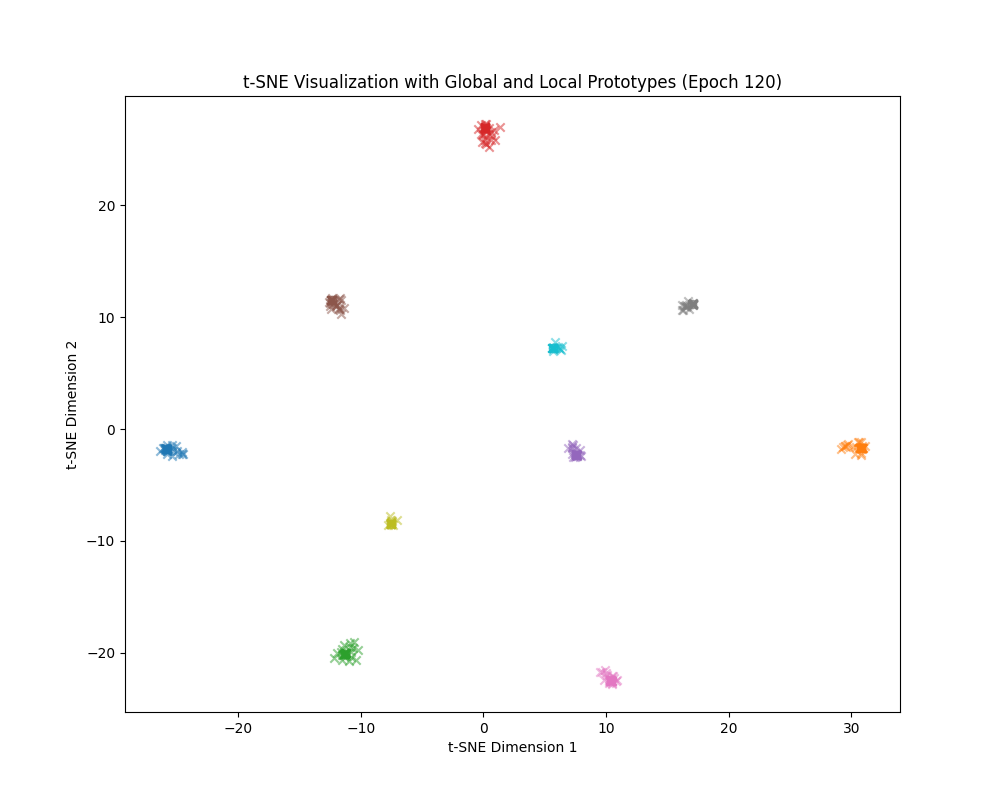 t-SNE Visualization with Global and Local Prototypes (Epoch 120)
20
10
0
−10
−20
t-SNE Dimension 2
−20 −10 0 10 20 30
t-SNE Dimension 1